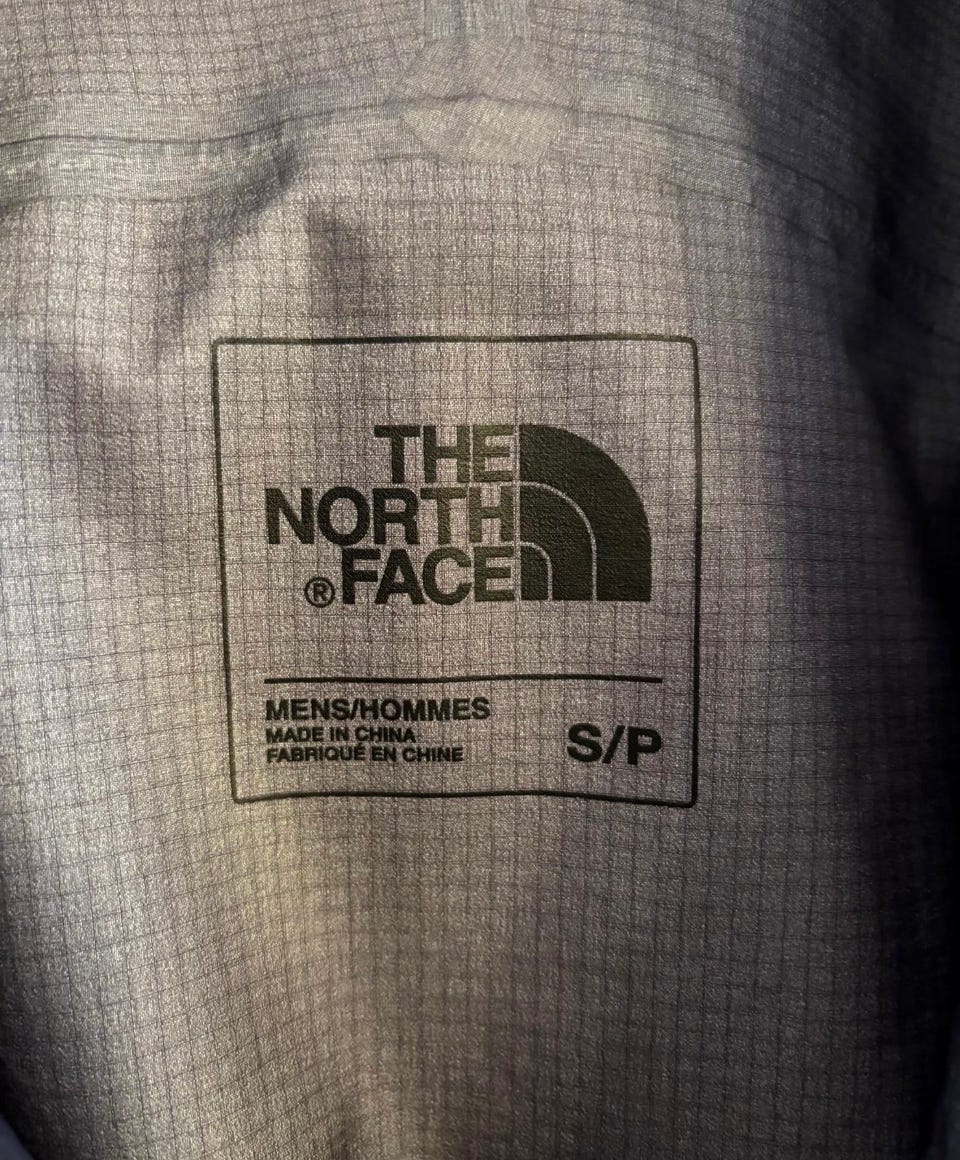 THE
NORTH
®FACE
MENS/HOMMES
MADE IN CHINA
FABRIQUÉ EN CHINE
S/P